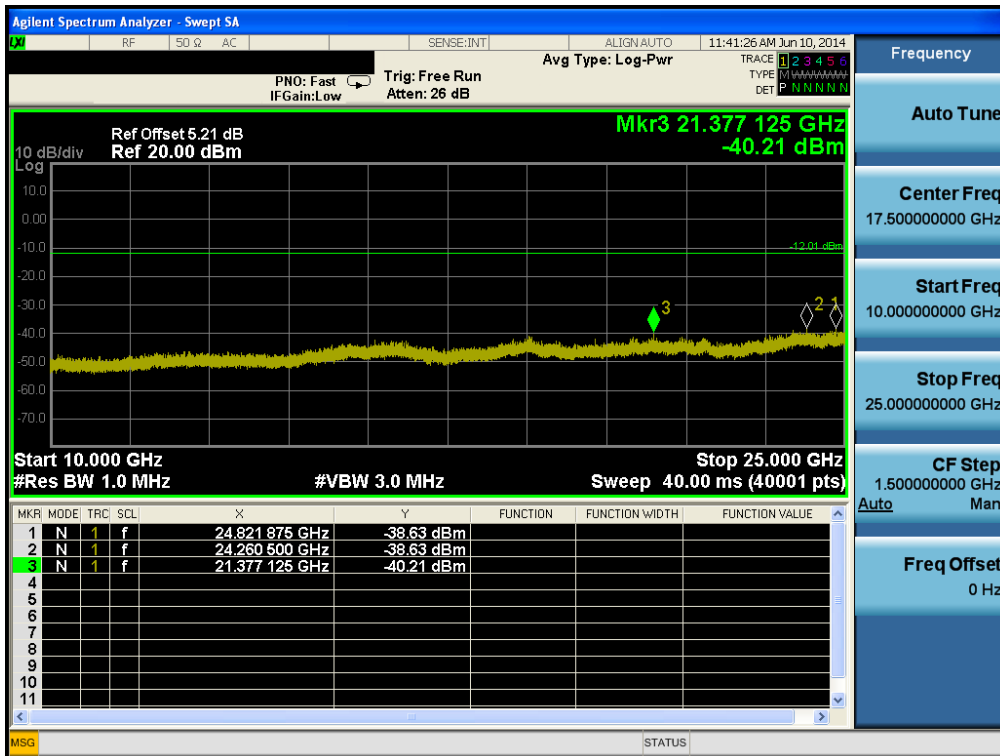 Agilent Spectrum Analyzer - Swept SA
LXI RF 50 Ω AC SENSE:INT ALIGN AUTO 11:41:26 AM Jun 10, 2014
Frequency
PNO: Fast
IFGain:Low
Trig: Free Run
Atten: 26 dB
Avg Type: Log-Pwr
TRACE 1 2 3 4 5 6
TYPE M
DET P N N N N N
Auto Tune
Ref Offset 5.21 dB
10 dB/div Ref 20.00 dBm
Log
Mkr3 21.377 125 GHz
-40.21 dBm
10.0
0.00
-10.0
-20.0
-30.0
-40.0
-50.0
-60.0
-70.0
-12.01 dBm
3
2 1
Start 10.000 GHz Stop 25.000 GHz
#Res BW 1.0 MHz #VBW 3.0 MHz Sweep 40.00 ms (40001 pts)
Center Freq
17.500000000 GHz
Start Freq
10.000000000 GHz
Stop Freq
25.000000000 GHz
CF Step
1.500000000 GHz
Auto Man
Freq Offset
0 Hz
MKR MODE TRC SCL X Y FUNCTION FUNCTION WIDTH FUNCTION VALUE
1 N 1 f 24.821 875 GHz -38.63 dBm
2 N 1 f 24.260 500 GHz -38.63 dBm
3 N 1 f 21.377 125 GHz -40.21 dBm
4
5
6
7
8
9
10
11
MSG STATUS